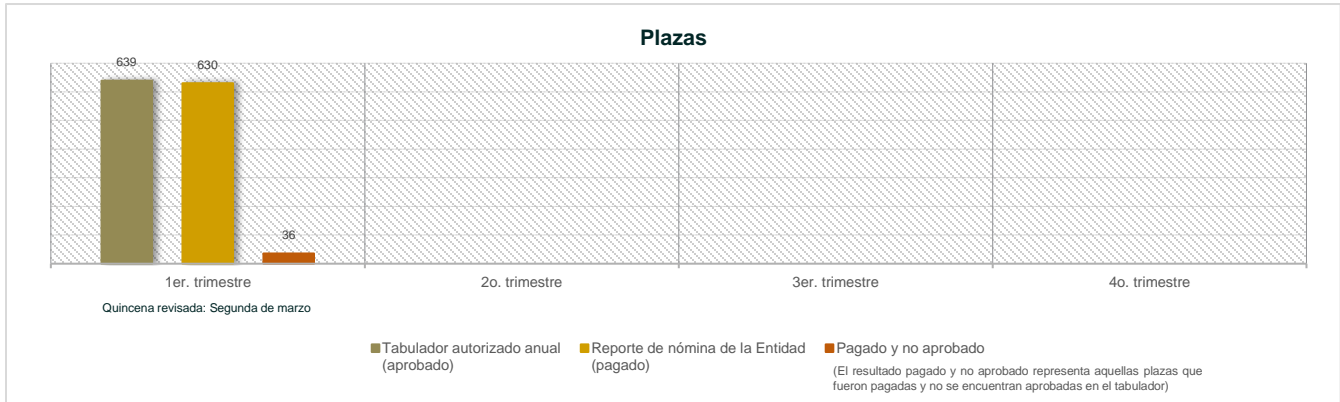 Plazas
639
630
36
1er. trimestre
2o. trimestre
3er. trimestre
4o. trimestre
Quincena revisada: Segunda de marzo
Tabulador autorizado anual
(aprobado)
Reporte de nómina de la Entidad
(pagado)
Pagado y no aprobado
(El resultado pagado y no aprobado representa aquellas plazas que
fueron pagadas y no se encuentran aprobadas en el tabulador)